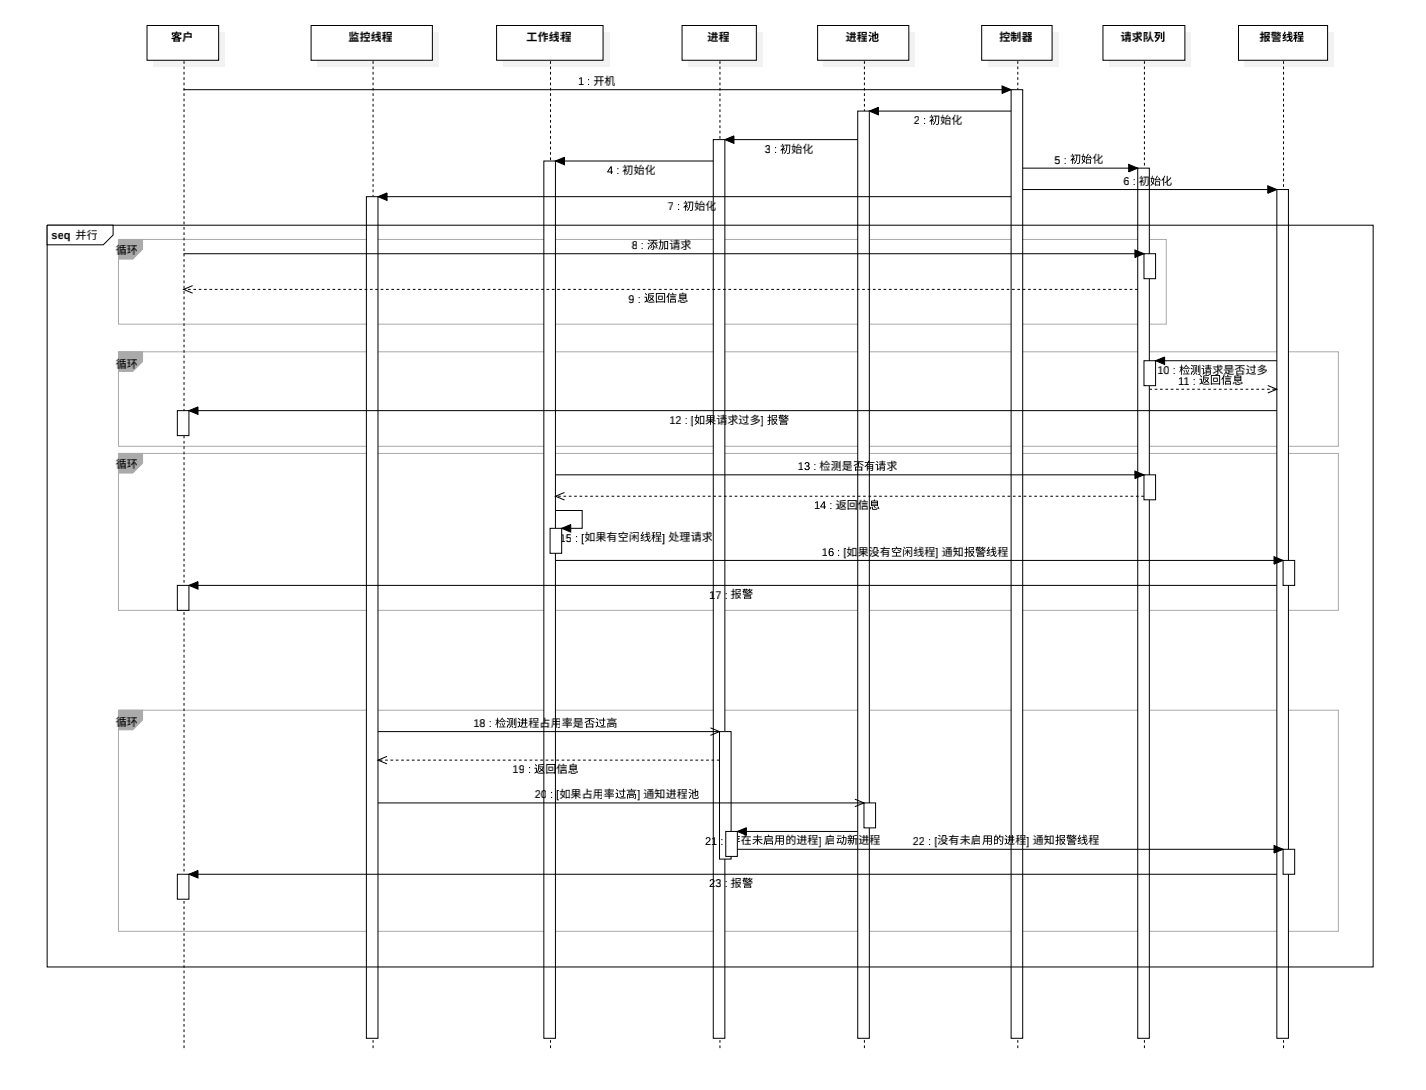 客户
监控线程
工作线程
进程
进程池
控制器
请求队列
报警线程
1 : 开机
2 : 初始化
3 : 初始化
4 : 初始化
5 : 初始化
6 : 初始化
7 : 初始化
seq 并行
循环
8 : 添加请求
9 : 返回信息
循环
10 : 检测请求是否过多
11 : 返回信息
12 : [如果请求过多] 报警
循环
13 : 检测是否有请求
14 : 返回信息
15 : [如果有空闲线程] 处理请求
16 : [如果没有空闲线程] 通知报警线程
17 : 报警
循环
18 : 检测进程占用率是否过高
19 : 返回信息
20 : [如果占用率过高] 通知进程池
21 : 在未启用的进程] 启动新进程
22 : [没有未启用的进程] 通知报警线程
23 : 报警